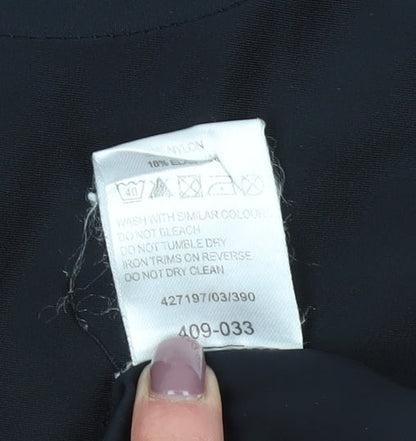 NYLON
18%
40
WASH WITH SIMILAR COLOURS
DO NOT BLEACH
DO NOT TUMBLE DRY
IRON TRIMS ON REVERSE
DO NOT DRY CLEAN
427197/03/390
409-033